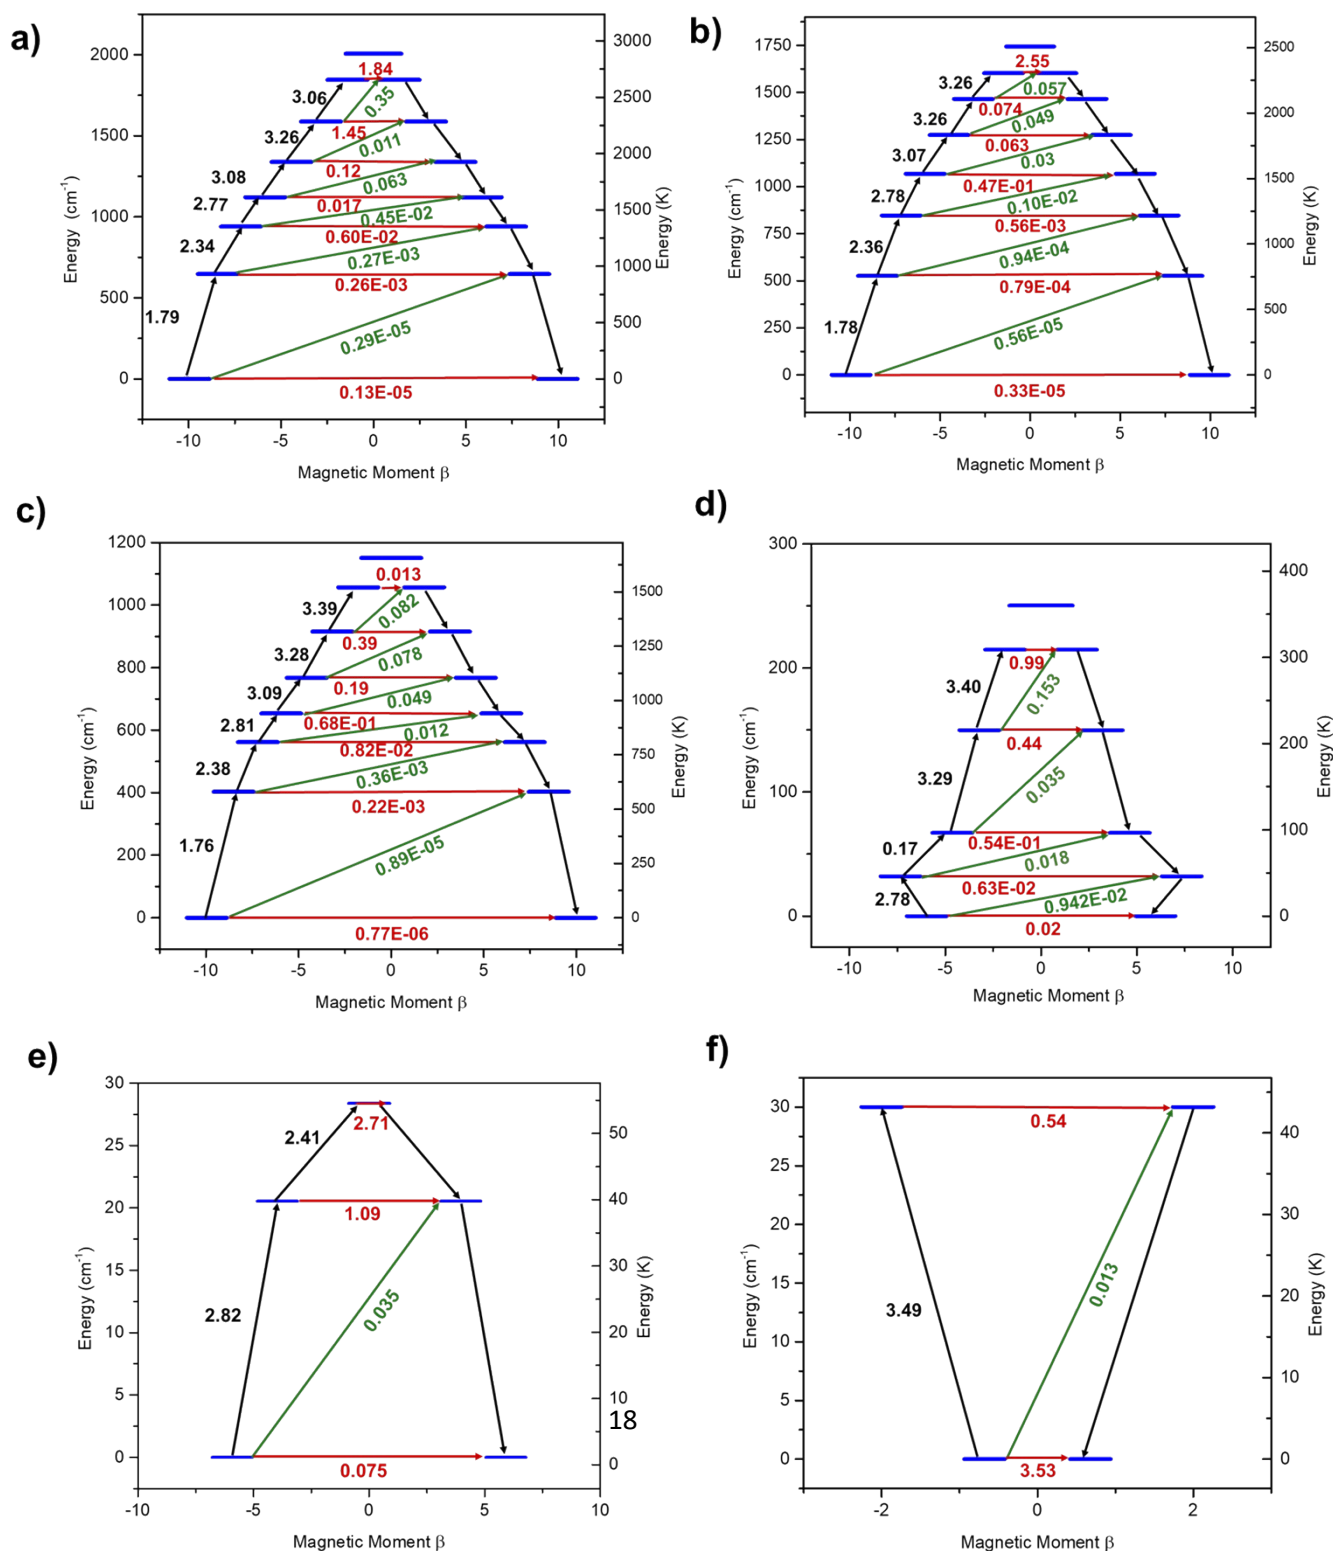 a)
2000
1500
1000
500
0
Energy (cm-1)
3000
2500
2000
1500
1000
500
0
Energy (K)
1.84
3.06
0.35
3.26
1.45
0.011
3.08
0.12
0.063
2.77
0.017
0.45E-02
2.34
0.60E-02
0.27E-03
0.26E-03
1.79
0.29E-05
0.13E-05
-10 -5 0 5 10
Magnetic Moment β
b)
1750
1500
1250
1000
750
500
250
0
Energy (cm-1)
2500
2000
1500
1000
500
0
Energy (K)
2.55
3.26
0.057
0.074
3.26
0.049
0.063
3.07
0.03
0.47E-01
2.78
0.10E-02
0.56E-03
2.36
0.94E-04
0.79E-04
1.78
0.56E-05
0.33E-05
-10 -5 0 5 10
Magnetic Moment β
c)
1200
1000
800
600
400
200
0
Energy (cm-1)
1500
1250
1000
750
500
250
0
Energy (K)
0.013
3.39
0.082
0.39
3.28
0.078
0.19
3.09
0.049
0.68E-01
2.81
0.012
0.82E-02
2.38
0.36E-03
0.22E-03
1.76
0.89E-05
0.77E-06
-10 -5 0 5 10
Magnetic Moment β
d)
300
200
100
0
Energy (cm-1)
400
300
200
100
0
Energy (K)
0.99
3.40
0.153
0.44
3.29
0.035
0.54E-01
0.17
0.018
0.63E-02
2.78
0.942E-02
0.02
-10 -5 0 5 10
Magnetic Moment β
e)
30
25
20
15
10
5
0
Energy (cm-1)
50
40
30
20
10
0
Energy (K)
2.71
2.41
1.09
2.82
0.035
0.075
-10 -5 0 5 10
Magnetic Moment β
18
f)
30
25
20
15
10
5
0
Energy (cm-1)
40
30
20
10
0
Energy (K)
0.54
3.49
0.013
3.53
-2 0 2
Magnetic Moment β